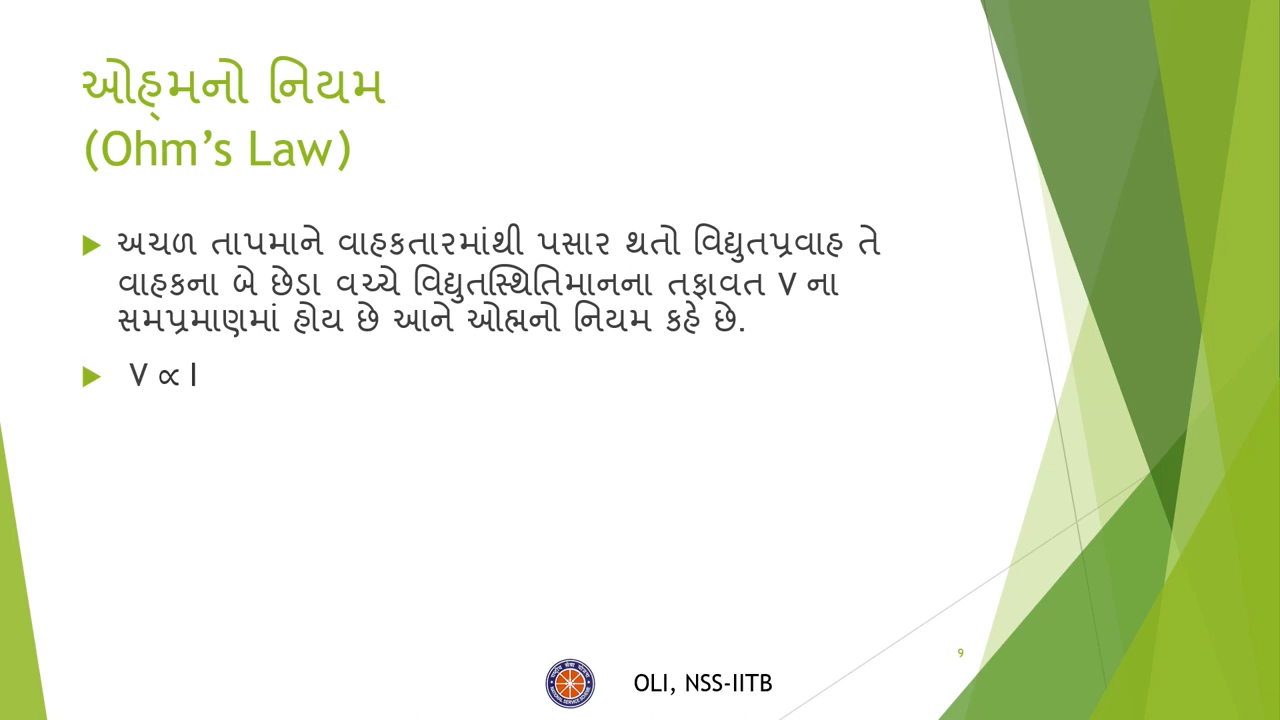 ઓહ્‌મનો નિયમ
(Ohm’s Law)
અચળ તાપમાને વાહકતારમાંથી પસાર થતો વિદ્યુતપ્રવાહ તે
વાહકના બે છેડા વચ્ચે વિદ્યુતસ્થિતિમાનના તફાવત V ના
સમપ્રમાણમાં હોય છે આને ઓહ્મનો નિયમ કહે છે.
V ∝ I
9
OLI, NSS-IITB